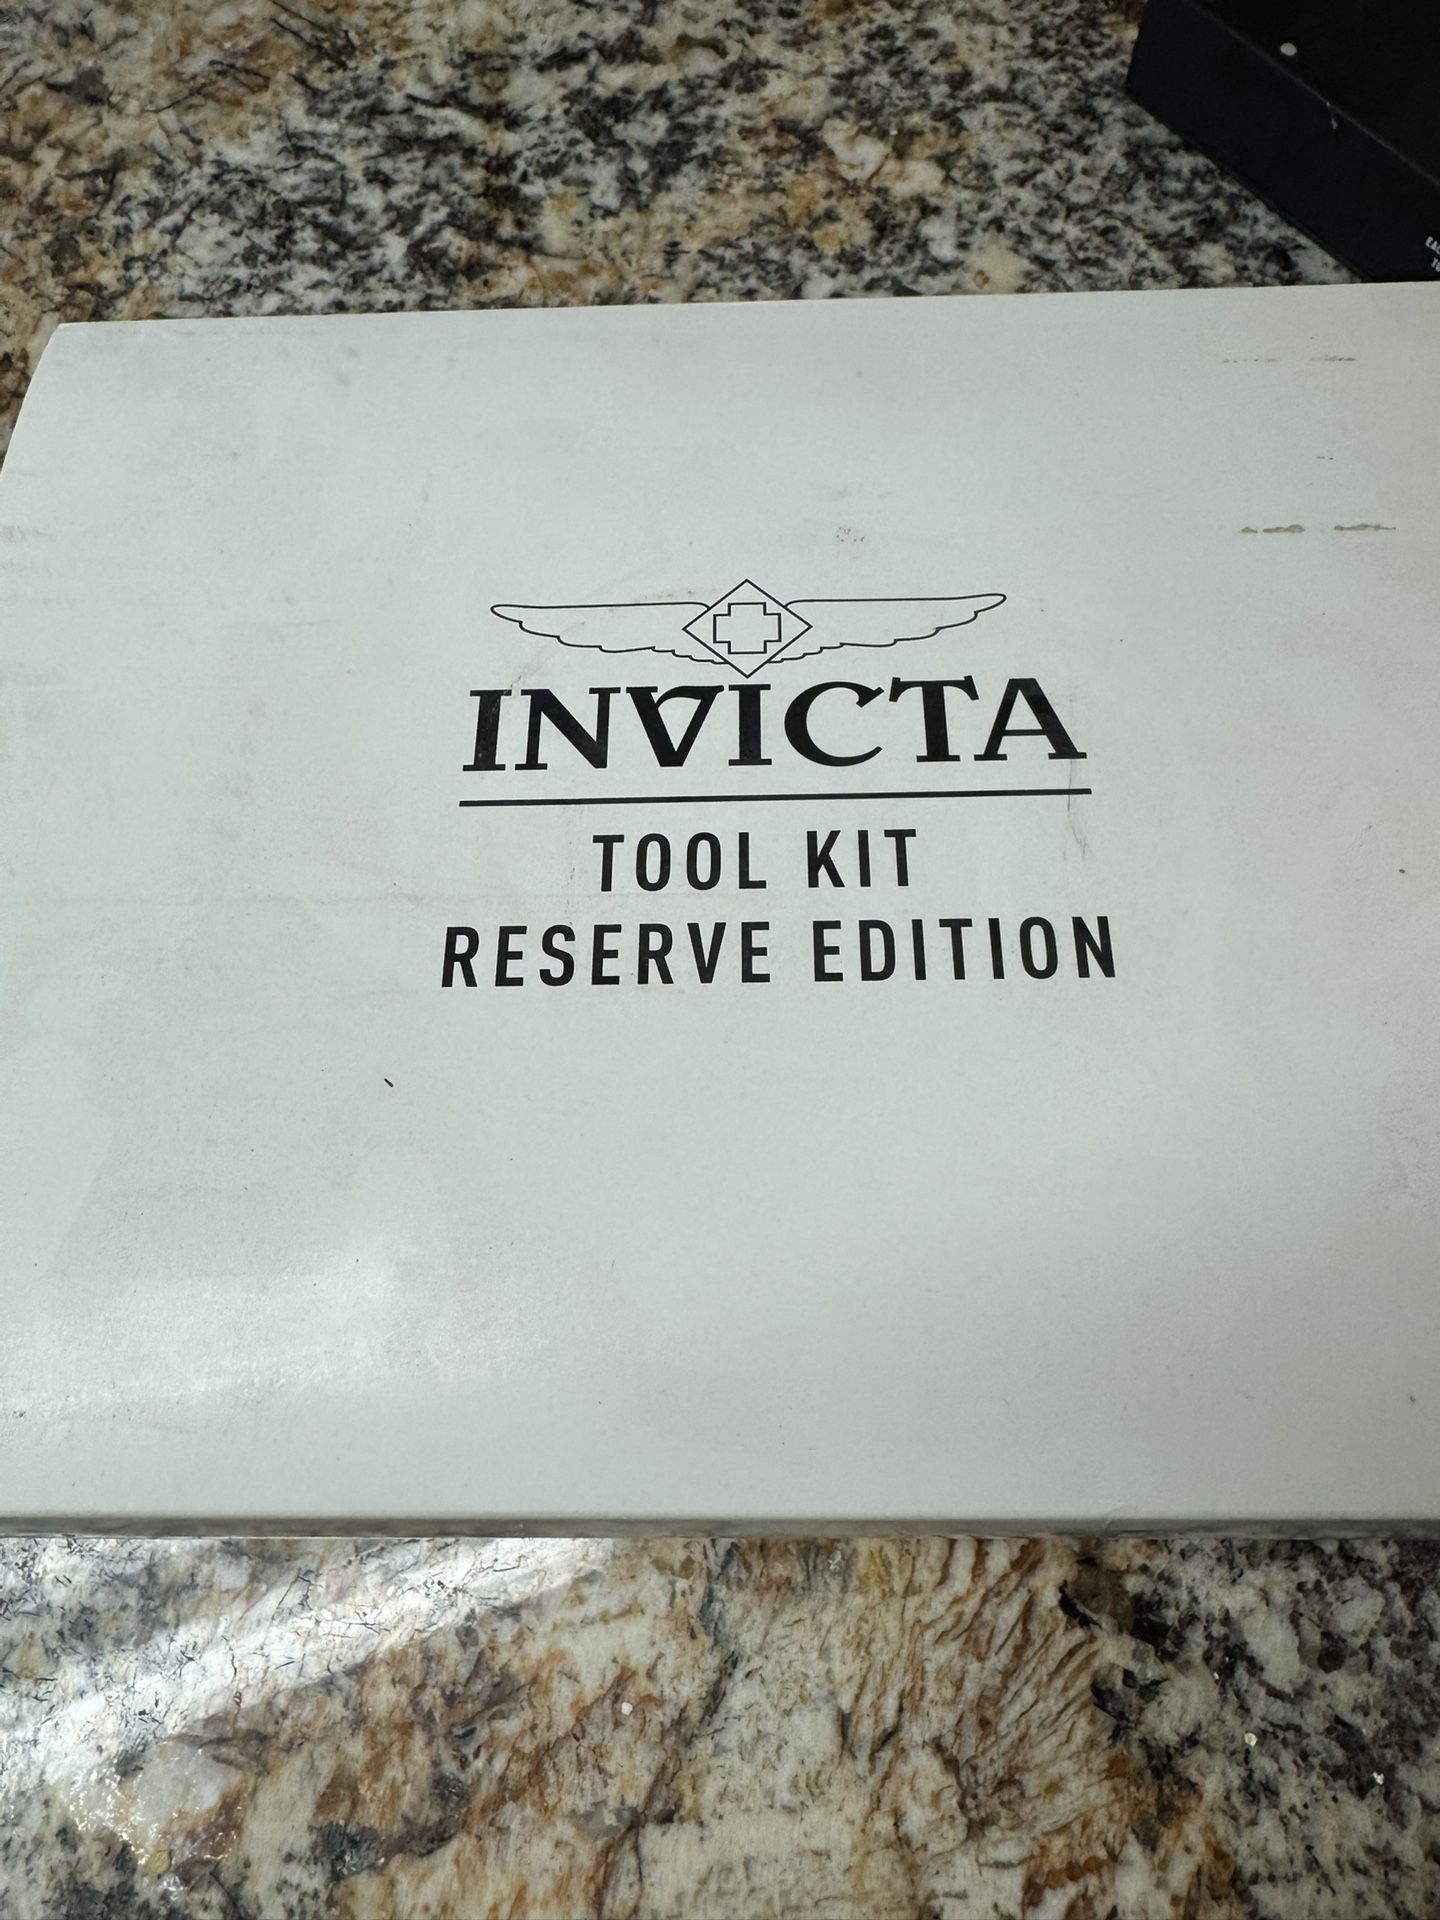 INVICTA
TOOL KIT
RESERVE EDITION